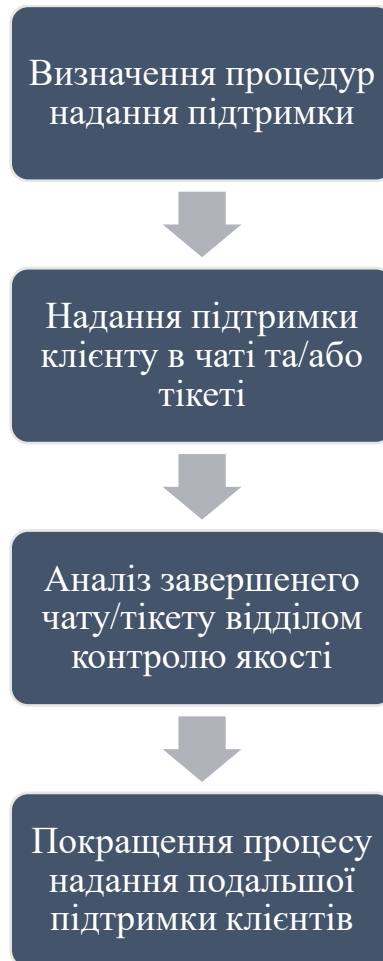 Визначення процедур
надання підтримки
Надання підтримки
клієнту в чаті та/або
тікеті
Аналіз завершенего
чату/тікету відділом
контролю якості
Покращення процесу
надання подальшої
підтримки клієнтів